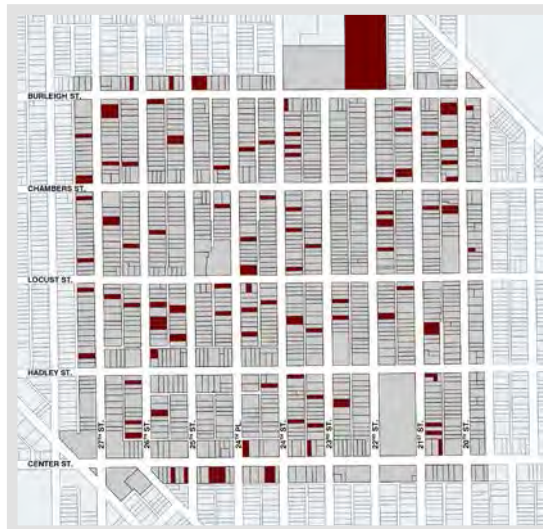 BURLEIGH ST.
CHAMBERS ST.
LOCUST ST.
HADLEY ST.
27TH ST.
26TH ST.
25TH ST.
24TH PL.
24TH ST.
23RD ST.
22ND ST.
21ST ST.
20TH ST.
CENTER ST.